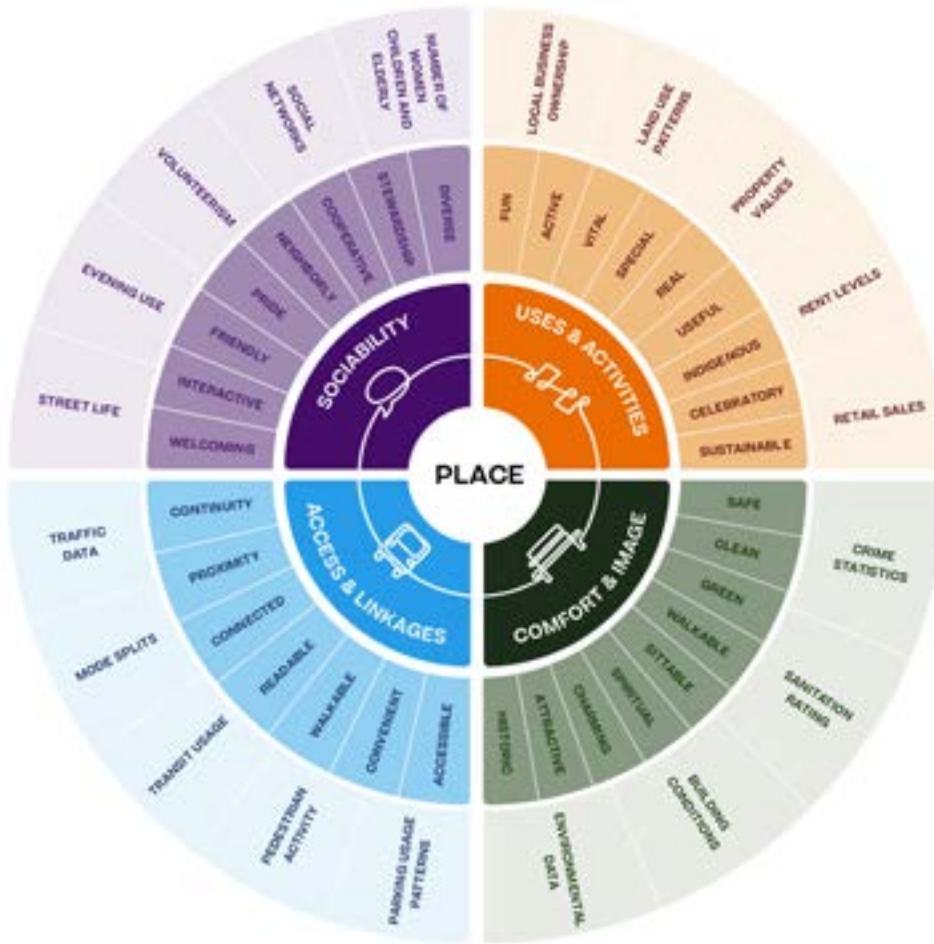 PLACE
SOCIABILITY
USES & ACTIVITIES
ACCESS & LINKAGES
COMFORT & IMAGE
WELCOMING
INTERACTIVE
FRIENDLY
PRIDE
NEIGHBORLY
COOPERATIVE
STEWARDSHIP
DIVERSE
FUN
ACTIVE
VITAL
SPECIAL
REAL
USEFUL
INDIGENOUS
CELEBRATORY
SUSTAINABLE
SAFE
CLEAN
GREEN
WALKABLE
SITTABLE
SPIRITUAL
CHARMING
ATTRACTIVE
HISTORIC
ACCESSIBLE
CONVENIENT
WALKABLE
READABLE
CONNECTED
PROXIMITY
CONTINUITY
STREET LIFE
EVENING USE
VOLUNTEERISM
SOCIAL
NETWORKS
NUMBER OF
WOMEN
CHILDREN AND
ELDERLY
LOCAL BUSINESS
OWNERSHIP
LAND USE
PATTERNS
PROPERTY
VALUES
RENT LEVELS
RETAIL SALES
CRIME
STATISTICS
SANITATION
RATING
BUILDING
CONDITIONS
ENVIRONMENTAL
DATA
PARKING USAGE
PATTERNS
PEDESTRIAN
ACTIVITY
TRANSIT USAGE
MODE SPLITS
TRAFFIC
DATA